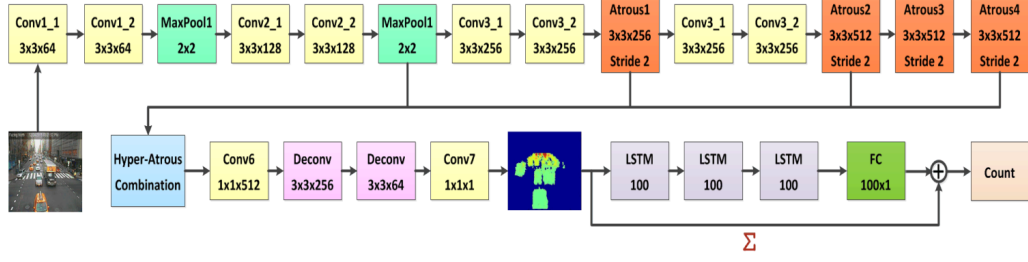 Conv1_1
3x3x64
Conv1_2
3x3x64
MaxPool1
2x2
Conv2_1
3x3x128
Conv2_2
3x3x128
MaxPool1
2x2
Conv3_1
3x3x256
Conv3_2
3x3x256
Atrous1
3x3x256
Stride 2
Conv3_1
3x3x256
Conv3_2
3x3x256
Atrous2
3x3x512
Stride 2
Atrous3
3x3x512
Stride 2
Atrous4
3x3x512
Stride 2
Hyper-Atrous
Combination
Conv6
1x1x512
Deconv
3x3x256
Deconv
3x3x64
Conv7
1x1x1
LSTM
100
LSTM
100
LSTM
100
FC
100x1
+
Count
Σ